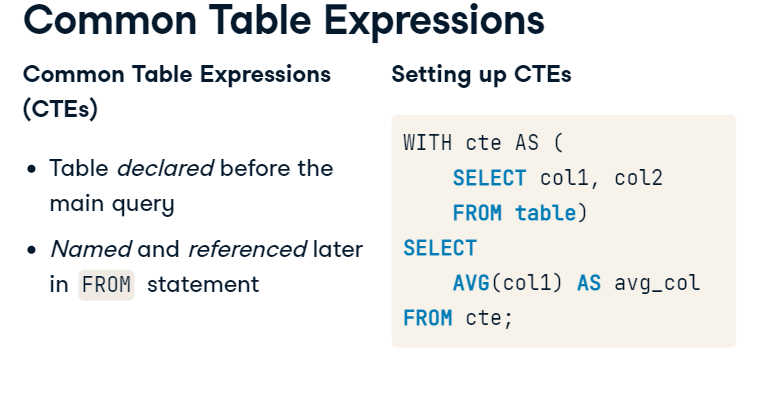 Common Table Expressions
Common Table Expressions
(CTEs)
• Table declared before the
main query
• Named and referenced later
in FROM statement
Setting up CTEs
WITH cte AS (
    SELECT col1, col2
    FROM table)
SELECT
    AVG(col1) AS avg_col
FROM cte;